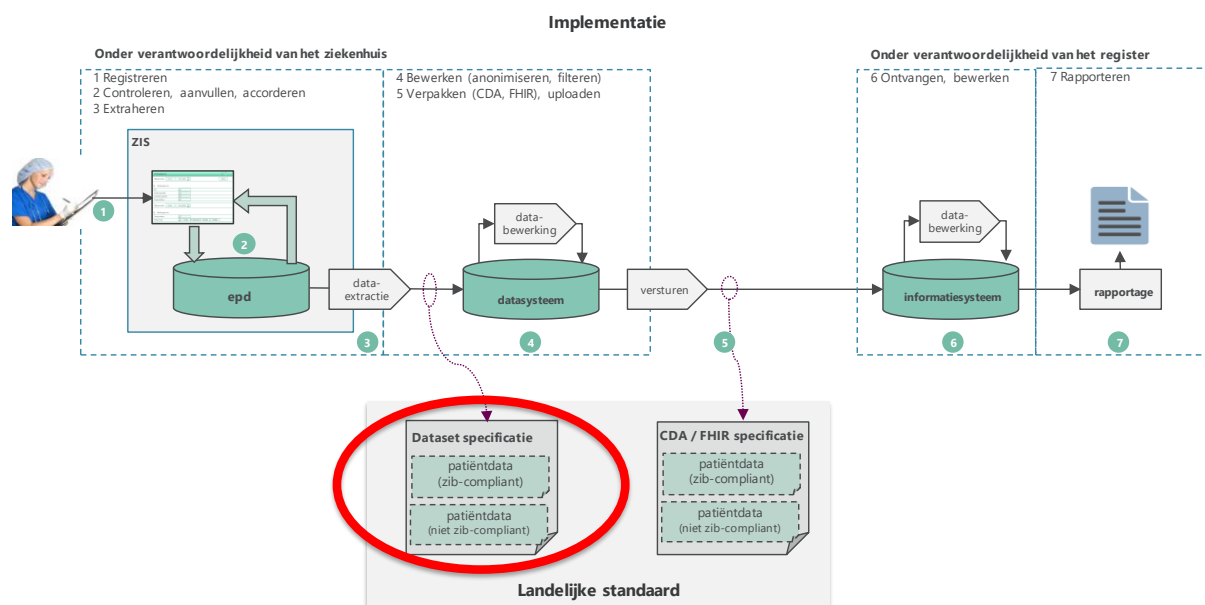 Implementatie
Onder verantwoordelijkheid van het ziekenhuis
Onder verantwoordelijkheid van het register
1 Registreren
2 Controleren, aanvullen, accorderen
3 Extraheren
4 Bewerken (anonimiseren, filteren)
5 Verpakken (CDA, FHIR), uploaden
6 Ontvangen, bewerken
7 Rapporteren
ZIS
1
2
epd
data-
extractie
3
data-
bewerking
datasysteem
4
versturen
5
data-
bewerking
informatiesysteem
6
rapportage
7
Dataset specificatie
patiëntdata
(zib-compliant)
patiëntdata
(niet zib-compliant)
CDA / FHIR specificatie
patiëntdata
(zib-compliant)
patiëntdata
(niet zib-compliant)
Landelijke standaard